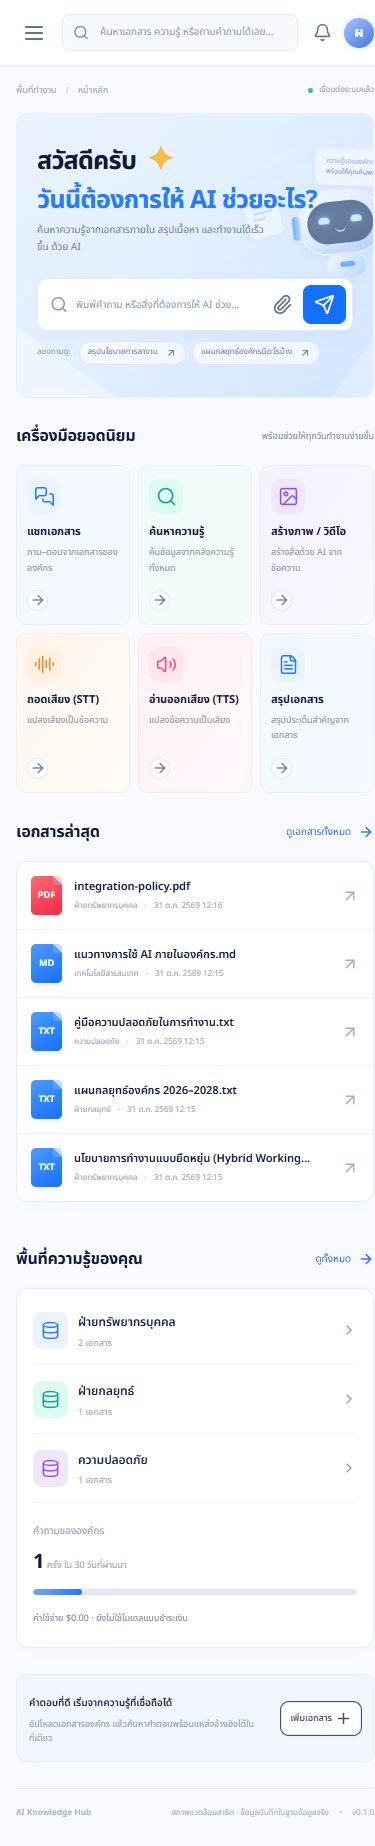 ค้นหาเอกสาร ความรู้ หรือถามคำถามได้เลย...
พื้นที่ทำงาน / หน้าหลัก
เชื่อมต่อระบบแล้ว
สวัสดีครับ
วันนี้ต้องการให้ AI ช่วยอะไร?
ค้นหาความรู้จากเอกสารภายใน สรุปเนื้อหา และทำงานได้เร็ว
ขึ้น ด้วย AI
พิมพ์คำถาม หรือสิ่งที่ต้องการให้ AI ช่วย...
ลองถามดู: สรุปนโยบายการลางาน แผนกลยุทธ์องค์กรมีอะไรบ้าง
เครื่องมือยอดนิยม
พร้อมช่วยให้ทุกวันทำงานง่ายขึ้น
แชทเอกสาร
ถาม–ตอบจากเอกสารของ
องค์กร
ค้นหาความรู้
ค้นข้อมูลจากคลังความรู้
ทั้งหมด
สร้างภาพ / วิดีโอ
สร้างสื่อด้วย AI จาก
ข้อความ
ถอดเสียง (STT)
แปลงเสียงเป็นข้อความ
อ่านออกเสียง (TTS)
แปลงข้อความเป็นเสียง
สรุปเอกสาร
สรุปประเด็นสำคัญจาก
เอกสาร
เอกสารล่าสุด
ดูเอกสารทั้งหมด
PDF
integration-policy.pdf
ฝ่ายทรัพยากรบุคคล · 31 ต.ค. 2569 12:16
MD
แนวทางการใช้ AI ภายในองค์กร.md
เทคโนโลยีสารสนเทศ · 31 ต.ค. 2569 12:15
TXT
คู่มือความปลอดภัยในการทำงาน.txt
ความปลอดภัย · 31 ต.ค. 2569 12:15
TXT
แผนกลยุทธ์องค์กร 2026–2028.txt
ฝ่ายกลยุทธ์ · 31 ต.ค. 2569 12:15
TXT
นโยบายการทำงานแบบยืดหยุ่น (Hybrid Working...
ฝ่ายทรัพยากรบุคคล · 31 ต.ค. 2569 12:15
พื้นที่ความรู้ของคุณ
ดูทั้งหมด
ฝ่ายทรัพยากรบุคคล
2 เอกสาร
ฝ่ายกลยุทธ์
1 เอกสาร
ความปลอดภัย
1 เอกสาร
คำถามขององค์กร
1 ครั้ง ใน 30 วันที่ผ่านมา
ค่าใช้จ่าย $0.00 · ยังไม่ใช้โมเดลแบบชำระเงิน
คำตอบที่ดี เริ่มจากความรู้ที่เชื่อถือได้
อัปโหลดเอกสารองค์กร แล้วค้นหาคำตอบพร้อมแหล่งอ้างอิงได้ใน
ที่เดียว
เพิ่มเอกสาร
AI Knowledge Hub
สภาพแวดล้อมสาธิต · ข้อมูลบันทึกในฐานข้อมูลจริง • v0.1.0